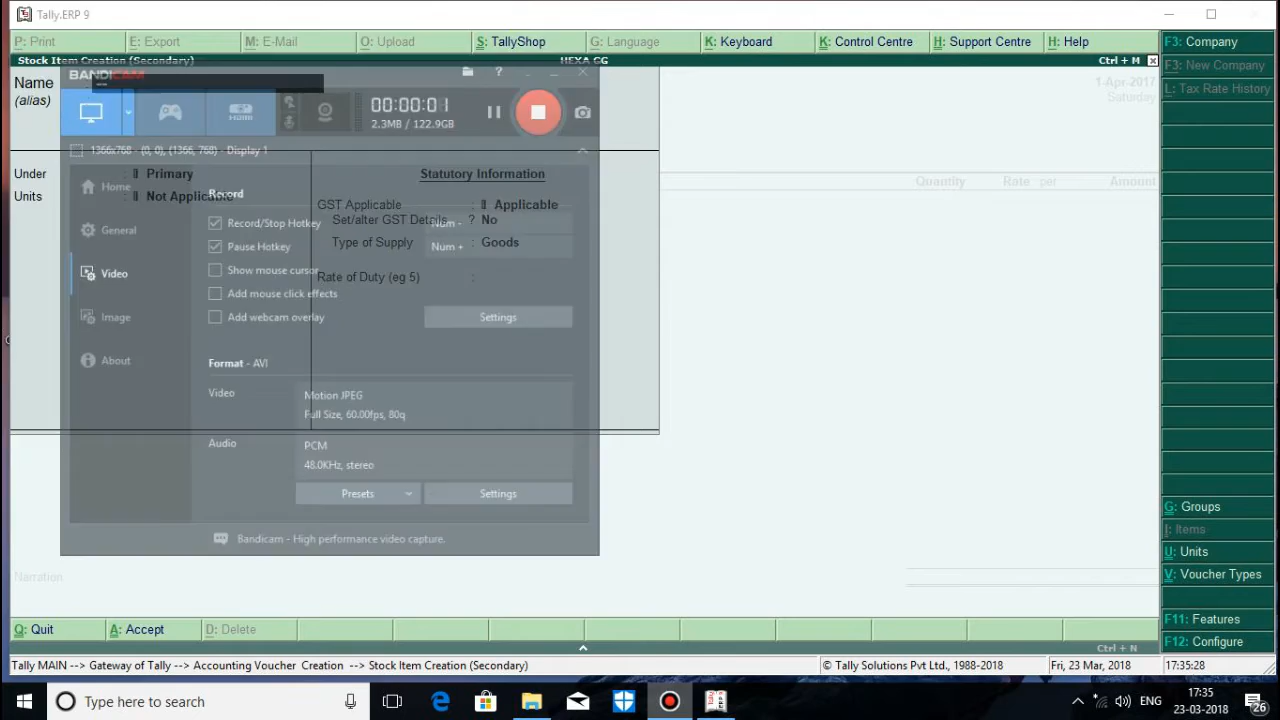 Tally.ERP 9
P: Print E: Export M: E-Mail O: Upload S: TallyShop G: Language K: Keyboard K: Control Centre H: Support Centre H: Help F3: Company
Stock Item Creation (Secondary) HEXA GG Ctrl + M
F3: New Company
L: Tax Rate History
BANDICAM
Name
(alias)
1-Apr-2017
Saturday
00:00:01
2.3MB / 122.9GB
HDMI
1366x768 - (0, 0), (1366, 768) - Display 1
Under : Primary
Units : Not Applicable
Statutory Information
Quantity Rate per Amount
GST Applicable : Applicable
Set/alter GST Details ? No
Type of Supply : Goods
Rate of Duty (eg 5) :
Home
General
Video
Image
About
Record
Record/Stop Hotkey Num -
Pause Hotkey Num +
Show mouse cursor
Add mouse click effects
Add webcam overlay Settings
Format - AVI
Video Motion JPEG
Full Size, 60.00fps, 80q
Audio PCM
48.0KHz, stereo
Presets Settings
Bandicam - High performance video capture.
Narration
G: Groups
I: Items
U: Units
V: Voucher Types
F11: Features
F12: Configure
Q: Quit A: Accept D: Delete
Ctrl + N
Tally MAIN --> Gateway of Tally --> Accounting Voucher Creation --> Stock Item Creation (Secondary) © Tally Solutions Pvt Ltd., 1988-2018 Fri, 23 Mar, 2018 17:35:28
Type here to search ENG 17:35
23-03-2018 26